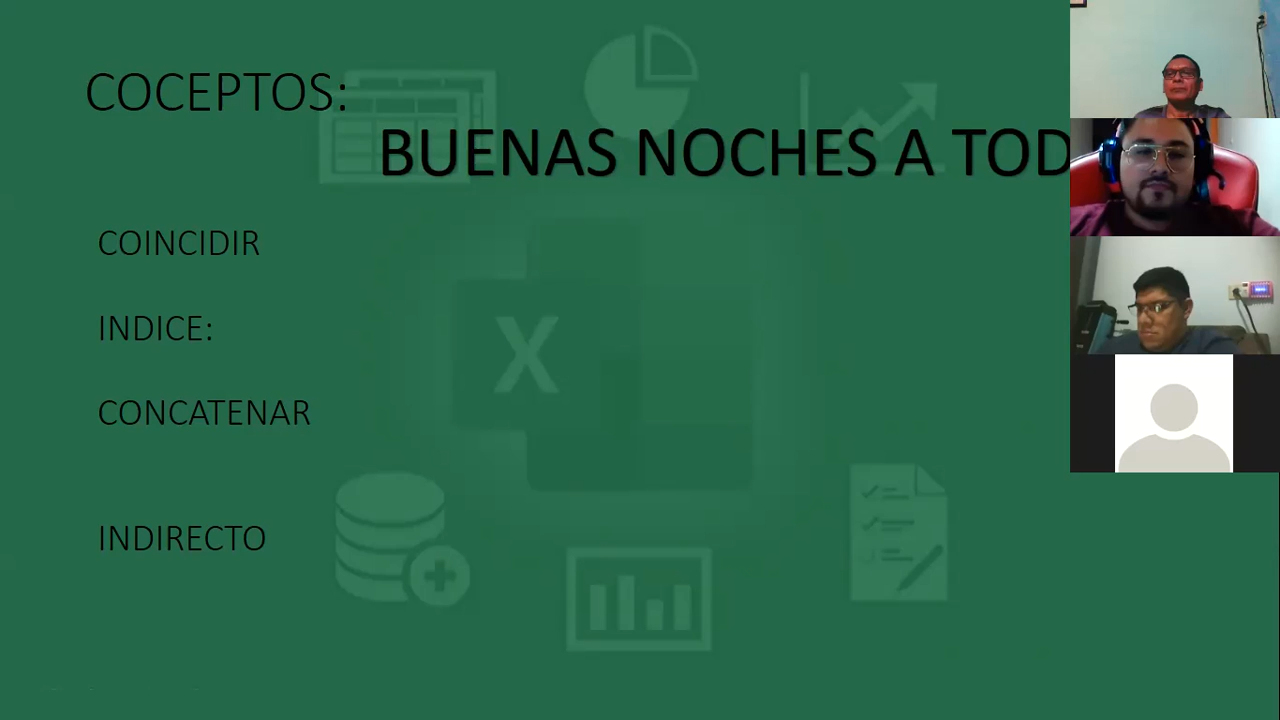 COCEPTOS:
BUENAS NOCHES A TOD
COINCIDIR
INDICE:
X
CONCATENAR
INDIRECTO